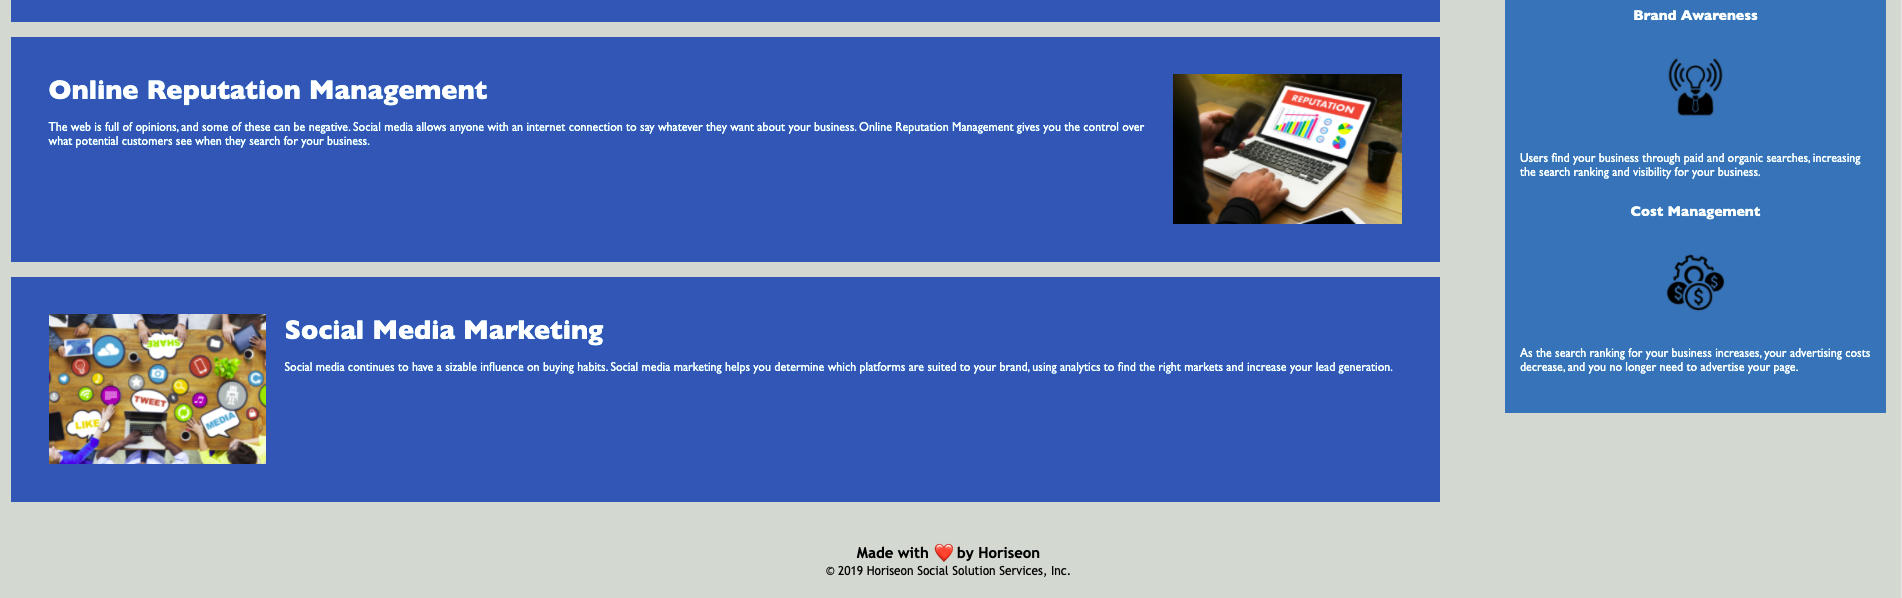 Online Reputation Management
The web is full of opinions, and some of these can be negative. Social media allows anyone with an internet connection to say whatever they want about your business. Online Reputation Management gives you the control over
what potential customers see when they search for your business.
REPUTATION
Social Media Marketing
Social media continues to have a sizable influence on buying habits. Social media marketing helps you determine which platforms are suited to your brand, using analytics to find the right markets and increase your lead generation.
SHARE
TWEET
LIKE
MEDIA
Brand Awareness
Users find your business through paid and organic searches, increasing
the search ranking and visibility for your business.
Cost Management
$ $
$
As the search ranking for your business increases, your advertising costs
decrease, and you no longer need to advertise your page.
Made with ❤️ by Horiseon
© 2019 Horiseon Social Solution Services, Inc.